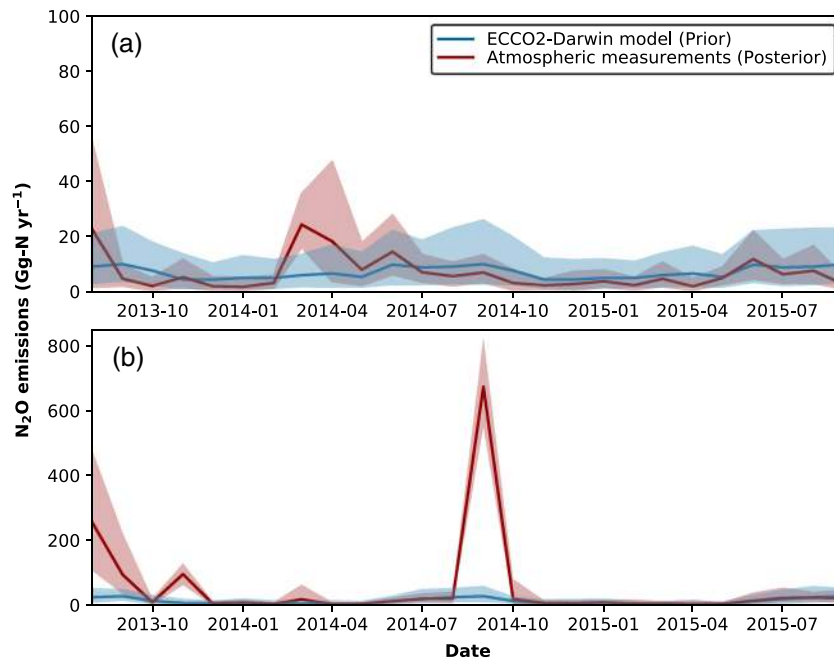 (a)
ECCO2-Darwin model (Prior)
Atmospheric measurements (Posterior)
100
80
60
40
20
0
2013-10 2014-01 2014-04 2014-07 2014-10 2015-01 2015-04 2015-07
N₂O emissions (Gg-N yr⁻¹)
(b)
800
600
400
200
0
2013-10 2014-01 2014-04 2014-07 2014-10 2015-01 2015-04 2015-07
Date